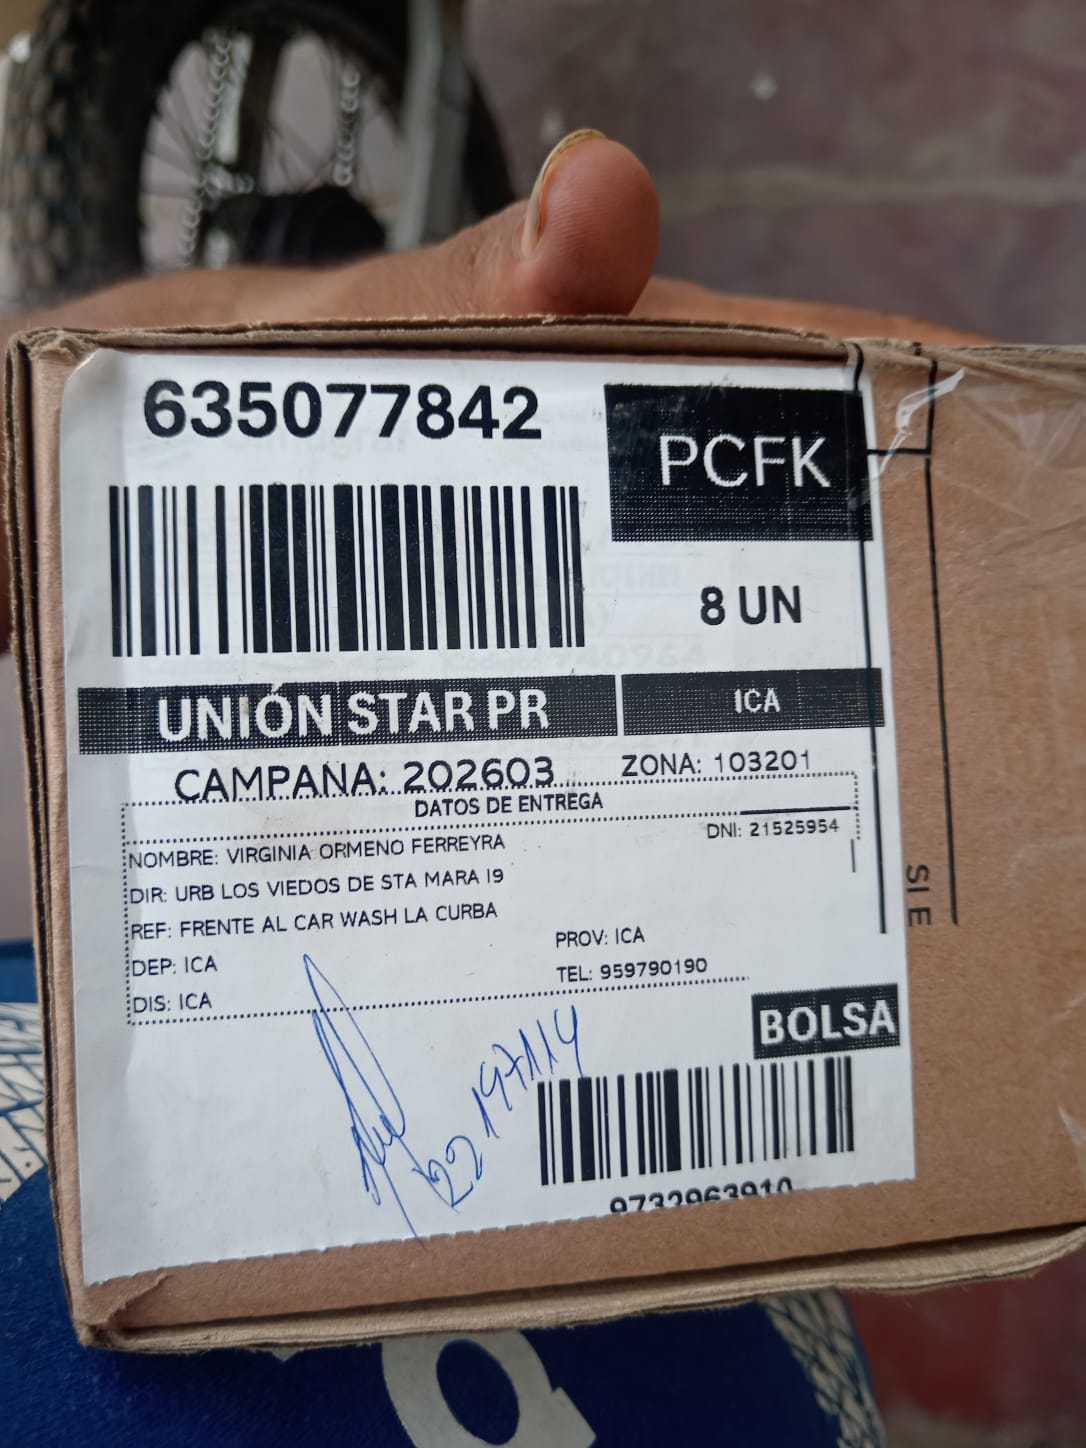 635077842
PCFK
8 UN
UNIÓN STAR PR
ICA
CAMPANA: 202603
ZONA: 103201
DATOS DE ENTREGA
NOMBRE: VIRGINIA ORMENO FERREYRA
DNI: 21525954
DIR: URB LOS VIEDOS DE STA MARA I9
REF: FRENTE AL CAR WASH LA CURBA
DEP: ICA
PROV: ICA
DIS: ICA
TEL: 959790190
BOLSA
22197114
9732963910
SIE